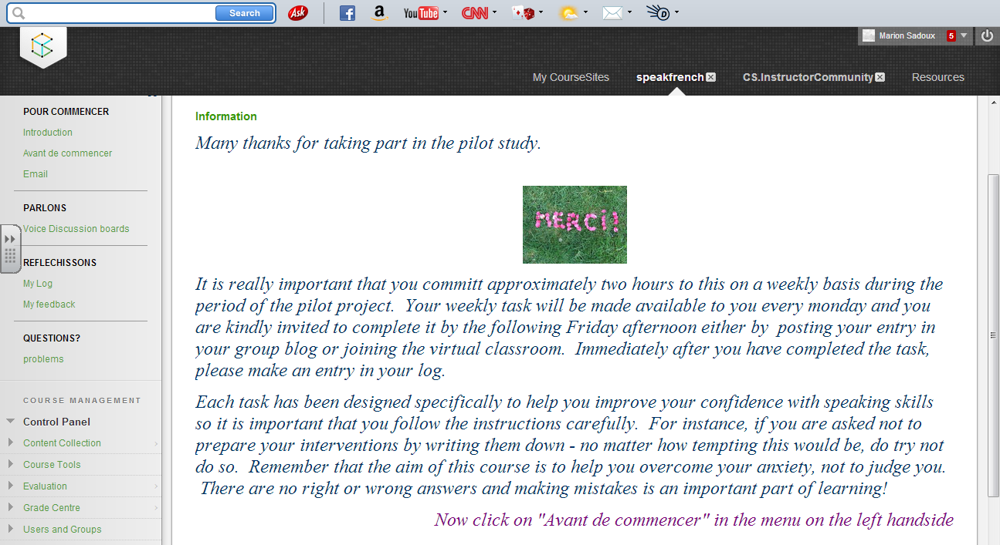 Search
Ask
YouTube
CNN
Marion Sadoux 5
My CourseSites speakfrench CS.InstructorCommunity Resources
POUR COMMENCER
Introduction
Avant de commencer
Email
PARLONS
Voice Discussion boards
REFLECHISSONS
My Log
My feedback
QUESTIONS?
problems
COURSE MANAGEMENT
Control Panel
Content Collection
Course Tools
Evaluation
Grade Centre
Users and Groups
Information
Many thanks for taking part in the pilot study.
MERCi!
It is really important that you committ approximately two hours to this on a weekly basis during the
period of the pilot project. Your weekly task will be made available to you every monday and you
are kindly invited to complete it by the following Friday afternoon either by posting your entry in
your group blog or joining the virtual classroom. Immediately after you have completed the task,
please make an entry in your log.
Each task has been designed specifically to help you improve your confidence with speaking skills
so it is important that you follow the instructions carefully. For instance, if you are asked not to
prepare your interventions by writing them down - no matter how tempting this would be, do try not
do so. Remember that the aim of this course is to help you overcome your anxiety, not to judge you.
There are no right or wrong answers and making mistakes is an important part of learning!
Now click on "Avant de commencer" in the menu on the left handside